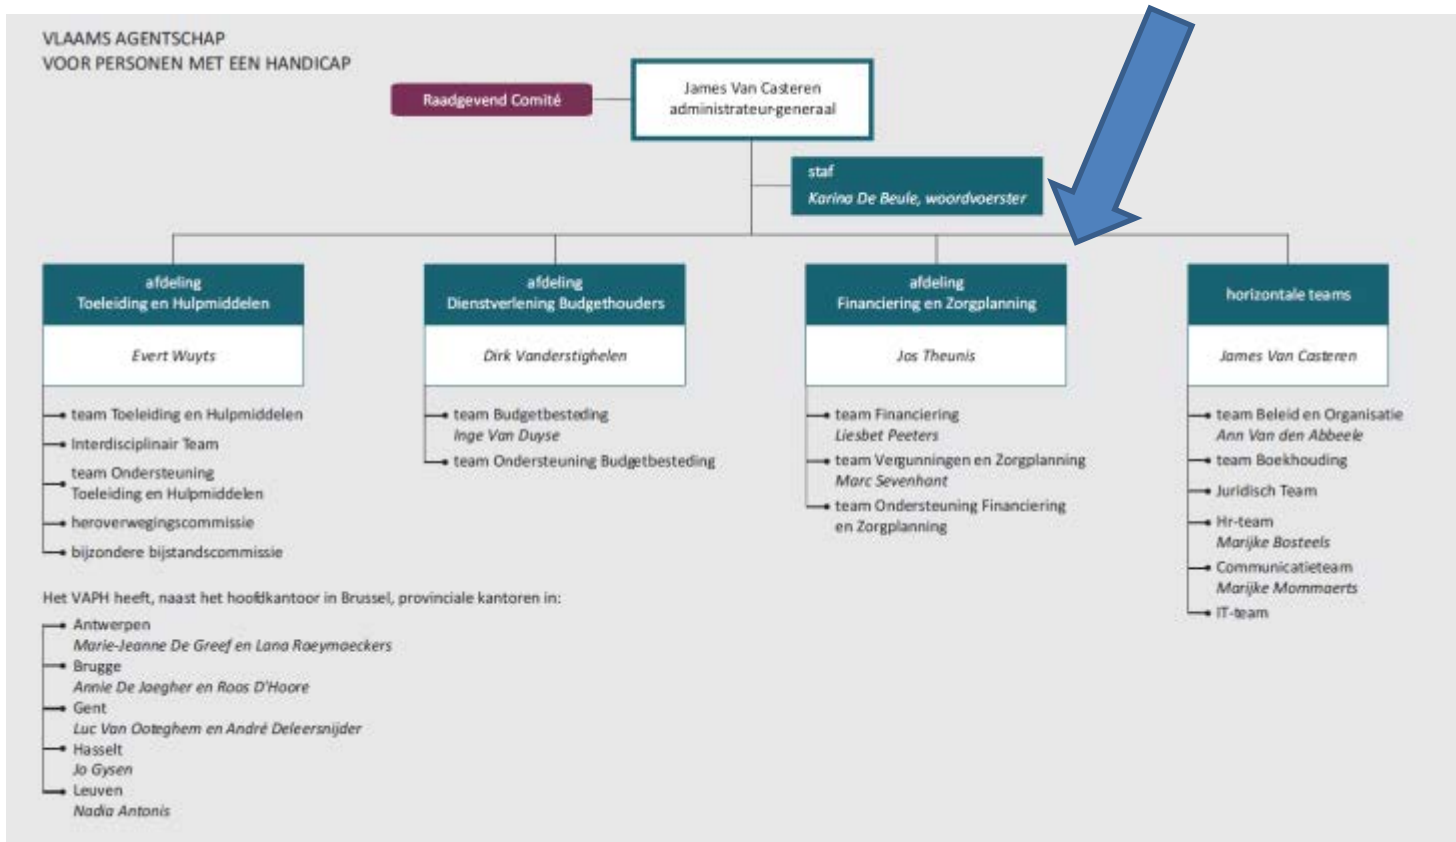 VLAAMS AGENTSCHAP
VOOR PERSONEN MET EEN HANDICAP
Raadgevend Comité
James Van Casteren
administrateur-generaal
staf
Karina De Beule, woordvoerster
afdeling
Toeleiding en Hulpmiddelen
Evert Wuyts
team Toeleiding en Hulpmiddelen
Interdisciplinair Team
team Ondersteuning
Toeleiding en Hulpmiddelen
heroverwegingscommissie
bijzondere bijstandscommissie
afdeling
Dienstverlening Budgethouders
Dirk Vanderstighelen
team Budgetbesteding
Inge Van Duyse
team Ondersteuning Budgetbesteding
afdeling
Financiering en Zorgplanning
Jos Theunis
team Financiering
Liesbet Peeters
team Vergunningen en Zorgplanning
Marc Sevenhant
team Ondersteuning Financiering
en Zorgplanning
horizontale teams
James Van Casteren
team Beleid en Organisatie
Ann Van den Abbeele
team Boekhouding
Juridisch Team
Hr-team
Marijke Bosteels
Communicatieteam
Marijke Mommaerts
IT-team
Het VAPH heeft, naast het hoofdkantoor in Brussel, provinciale kantoren in:
Antwerpen
Marie-Jeanne De Greef en Lana Raeymaeckers
Brugge
Annie De Jaegher en Roos D'Hoore
Gent
Luc Van Ooteghem en André Deleersnijder
Hasselt
Jo Gysen
Leuven
Nadia Antonis